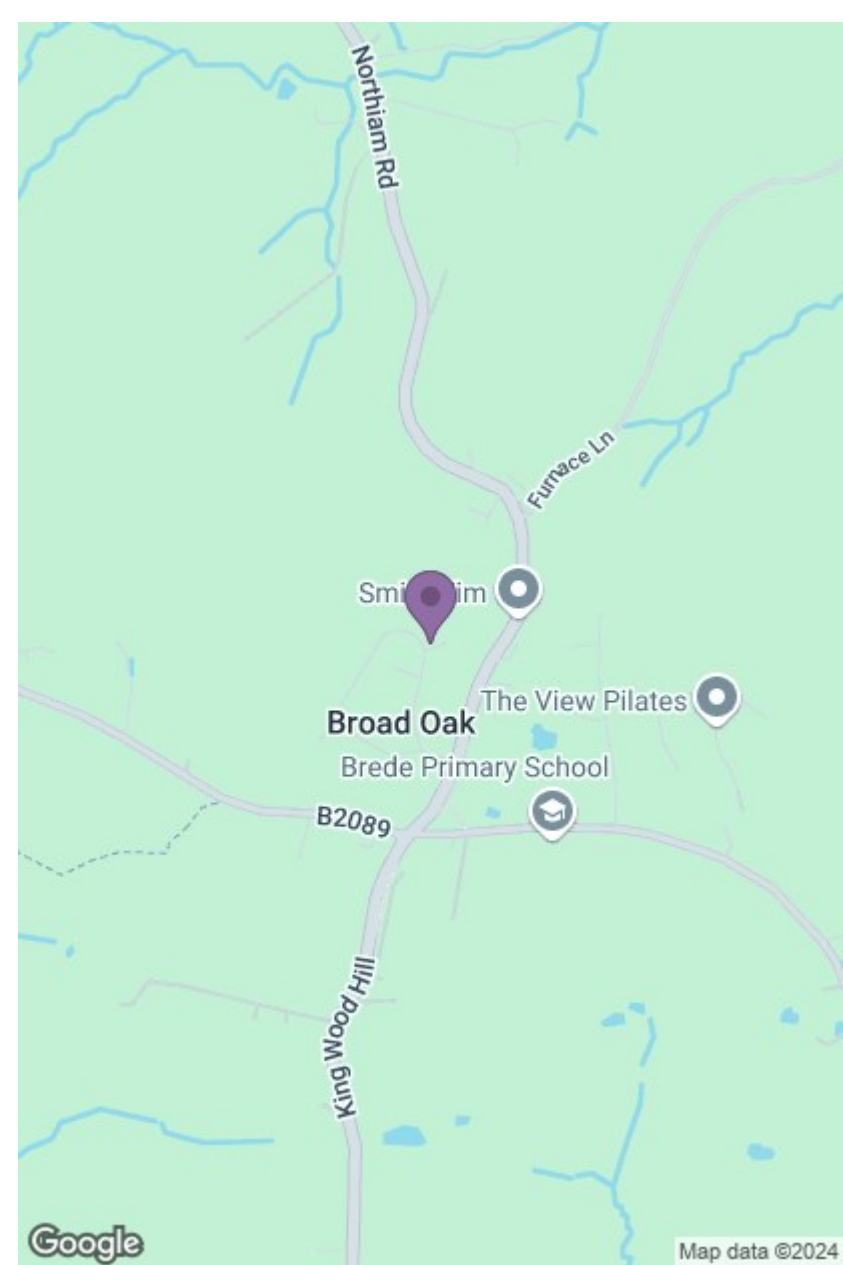 Northiam Rd
Furnace Ln
The View Pilates
Broad Oak
Brede Primary School
B2089
King Wood Hill
Google
Map data ©2024